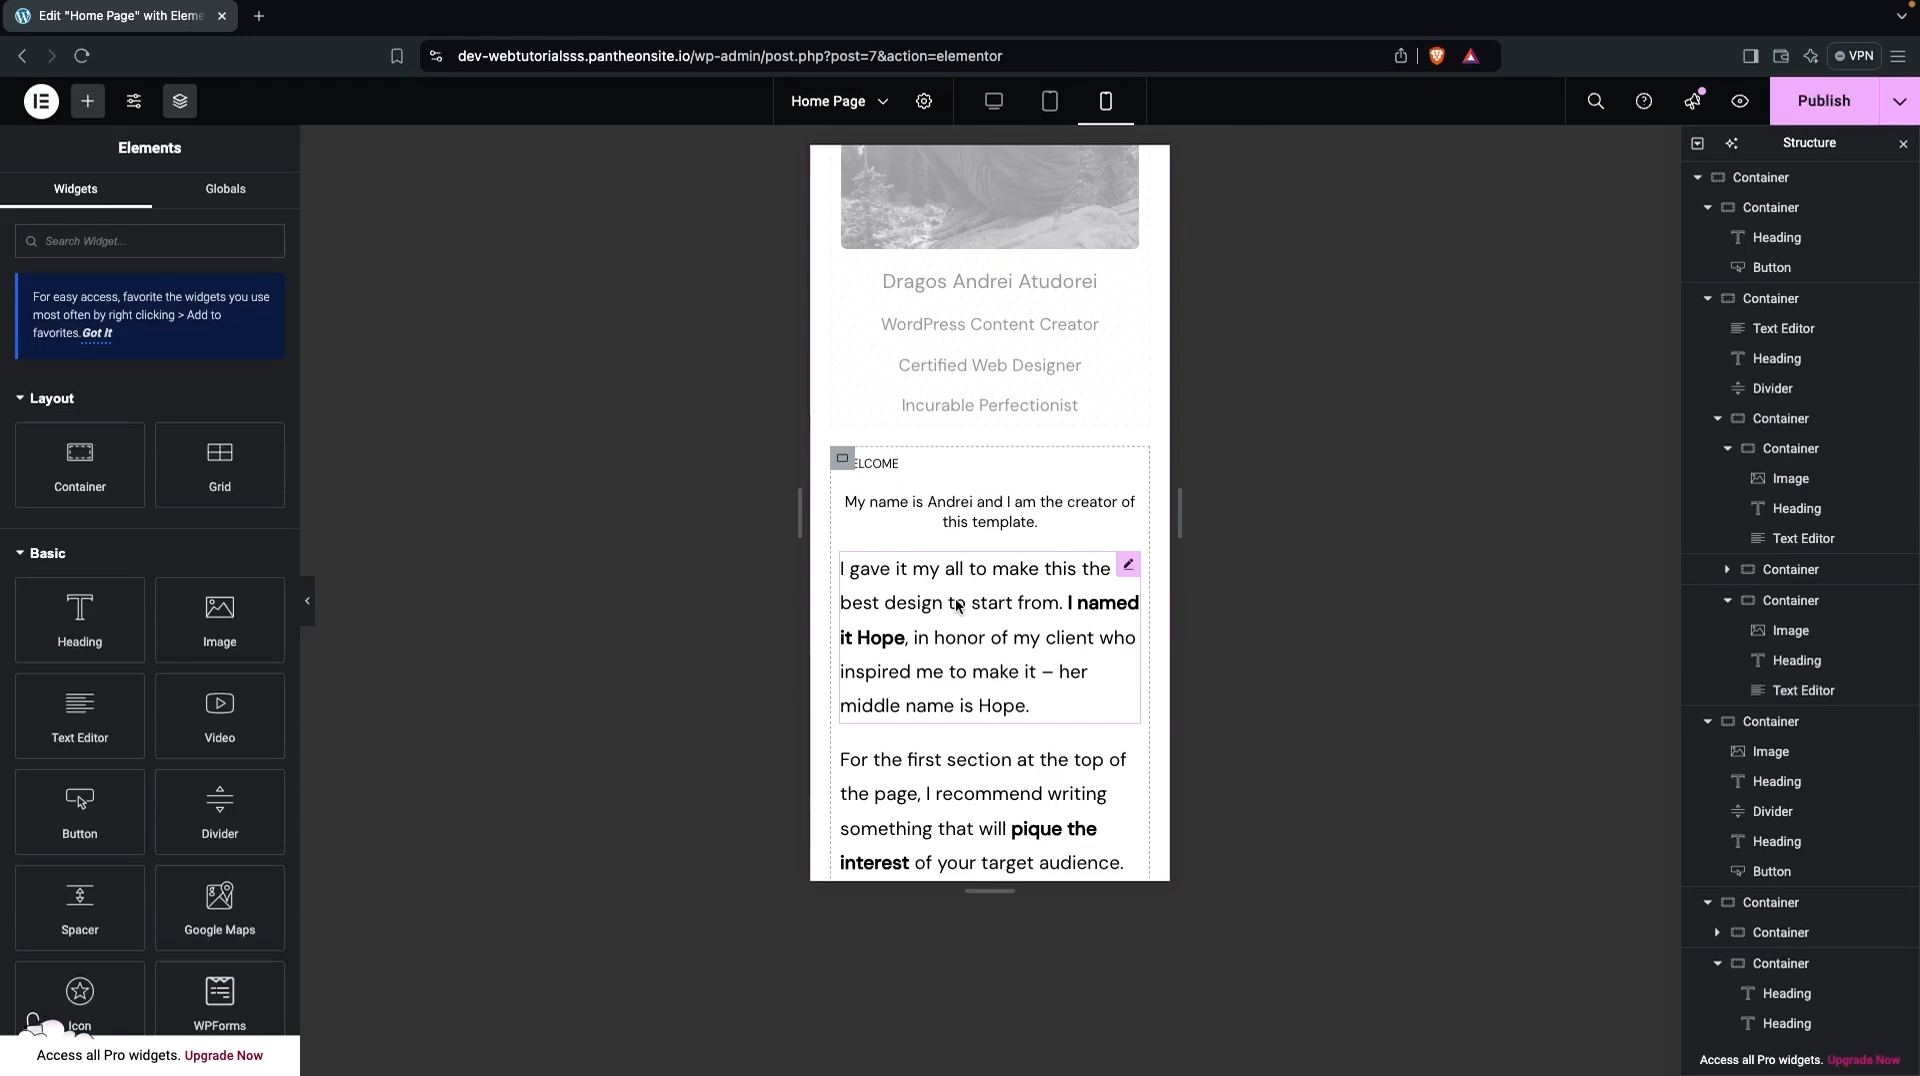 Edit "Home Page" with Eleme
dev-webtutorialsss.pantheonsite.io/wp-admin/post.php?post=7&action=elementor
VPN
Home Page
Publish
Elements
Widgets
Globals
Search Widget...
For easy access, favorite the widgets you use
most often by right clicking > Add to
favorites. Got It
Layout
Container
Grid
Basic
Heading
Image
Text Editor
Video
Button
Divider
Spacer
Google Maps
Icon
WPForms
Access all Pro widgets. Upgrade Now
Dragos Andrei Atudorei
WordPress Content Creator
Certified Web Designer
Incurable Perfectionist
ELCOME
My name is Andrei and I am the creator of
this template.
I gave it my all to make this the
best design to start from. I named
it Hope, in honor of my client who
inspired me to make it – her
middle name is Hope.
For the first section at the top of
the page, I recommend writing
something that will pique the
interest of your target audience.
Structure
Container
Container
Heading
Button
Container
Text Editor
Heading
Divider
Container
Container
Image
Heading
Text Editor
Container
Container
Image
Heading
Text Editor
Container
Image
Heading
Divider
Heading
Button
Container
Container
Container
Heading
Heading
Access all Pro widgets. Upgrade Now